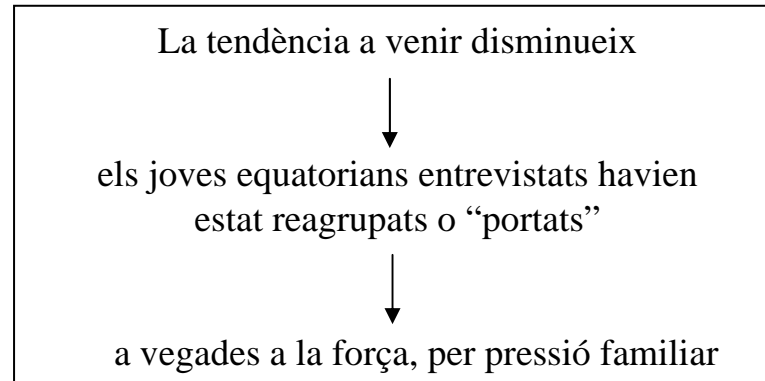 La tendència a venir disminueix
els joves equatorians entrevistats havien
estat reagrupats o “portats”
a vegades a la força, per pressió familiar